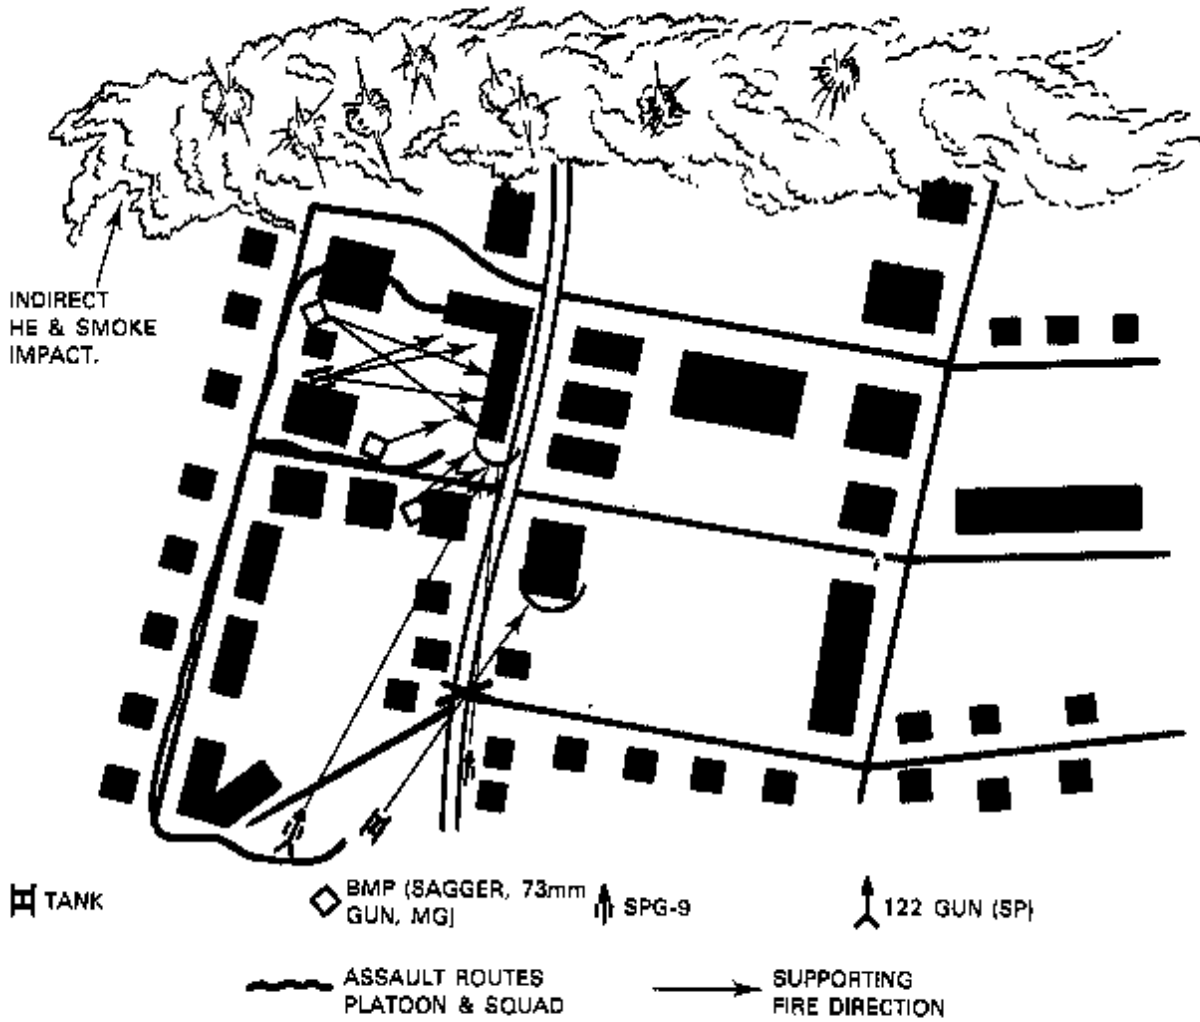 INDIRECT
HE & SMOKE
IMPACT.
TANK
BMP (SAGGER, 73mm
GUN, MG)
SPG-9
122 GUN (SP)
ASSAULT ROUTES
PLATOON & SQUAD
SUPPORTING
FIRE DIRECTION